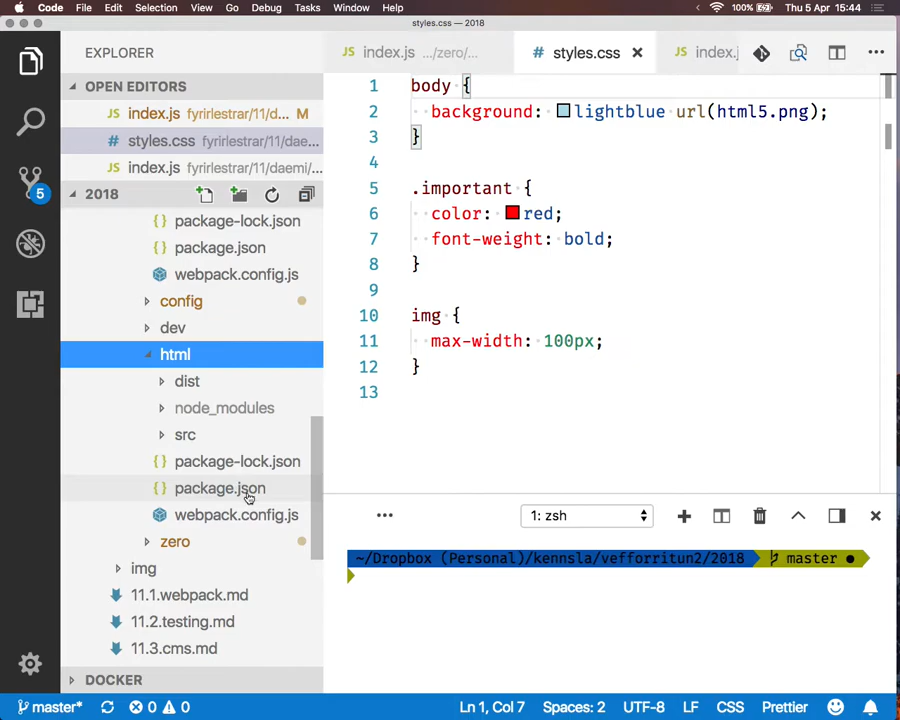 Code File Edit Selection View Go Debug Tasks Window Help 100% Thu 5 Apr 15:44
styles.css — 2018
EXPLORER
JS index.js .../zero/...
# styles.css ×
JS index.j
OPEN EDITORS
JS index.js fyrirlestrar/11/d... M
# styles.css fyrirlestrar/11/dae...
JS index.js fyrirlestrar/11/daemi/...
2018
{} package-lock.json
{} package.json
webpack.config.js
config
dev
html
dist
node_modules
src
{} package-lock.json
{} package.json
webpack.config.js
zero
img
11.1.webpack.md
11.2.testing.md
11.3.cms.md
DOCKER
5
1 body {
2 background: lightblue url(html5.png);
3 }
4
5 .important {
6 color: red;
7 font-weight: bold;
8 }
9
10 img {
11 max-width: 100px;
12 }
13
1: zsh
~/Dropbox (Personal)/kennsla/vefforritun2/2018 master ●
master* 0 0 Ln 1, Col 7 Spaces: 2 UTF-8 LF CSS Prettier